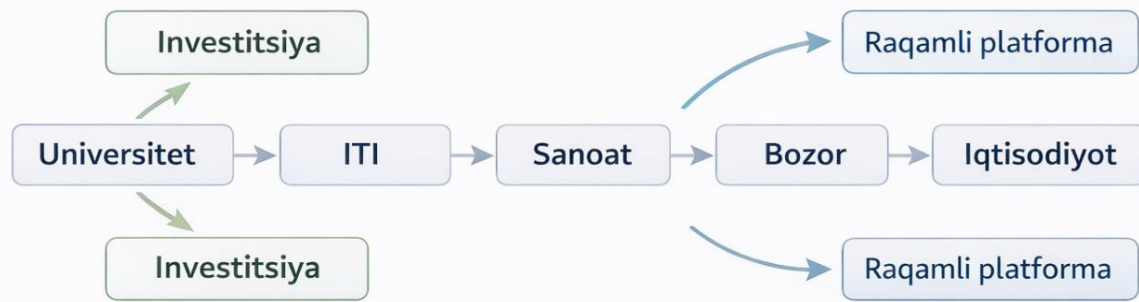 Investitsiya
Raqamli platforma
Universitet
ITI
Sanoat
Bozor
Iqtisodiyot
Investitsiya
Raqamli platforma